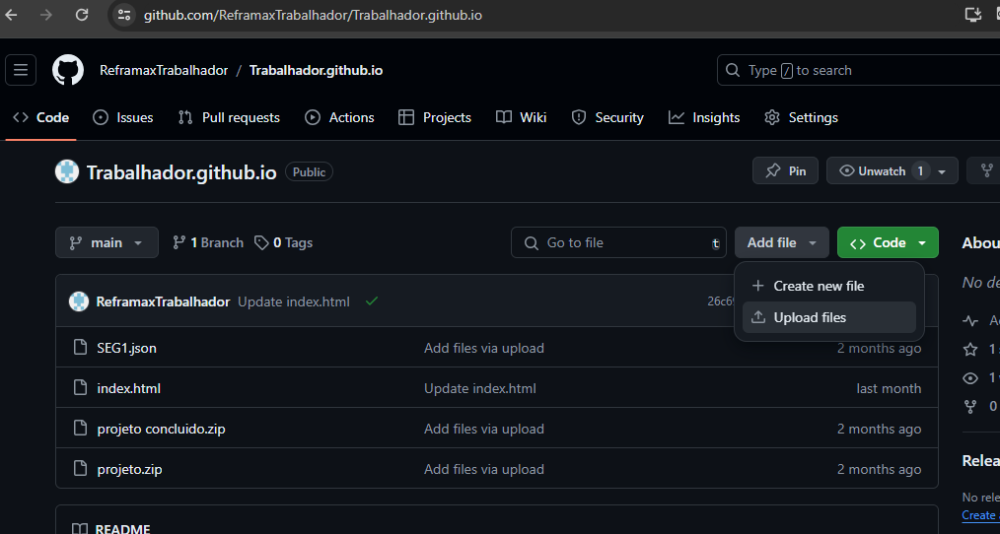 github.com/ReframaxTrabalhador/Trabalhador.github.io
ReframaxTrabalhador / Trabalhador.github.io
Type / to search
Code Issues Pull requests Actions Projects Wiki Security Insights Settings
Trabalhador.github.io Public
Pin Unwatch 1
main 1 Branch 0 Tags Go to file t Add file Code
Abou
Create new file
No de
ReframaxTrabalhador Update index.html 26c69
Upload files
A
SEG1.json Add files via upload 2 months ago
1
index.html Update index.html last month
1
0
projeto concluido.zip Add files via upload 2 months ago
Relea
projeto.zip Add files via upload 2 months ago
No rele
Create
README